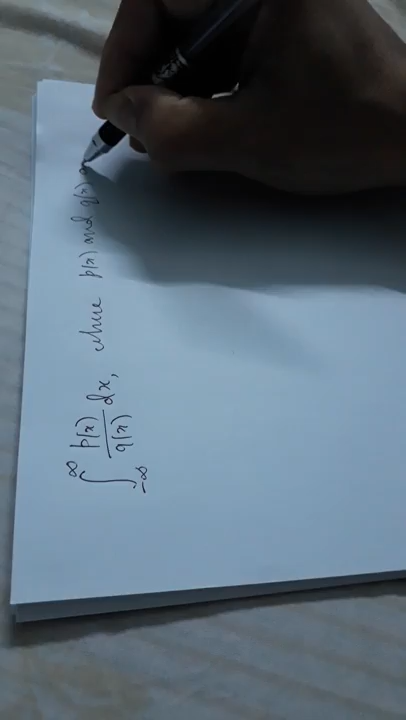 ∫_{-∞}^{∞} p(x)/q(x) dx, where p(x) and q(x)